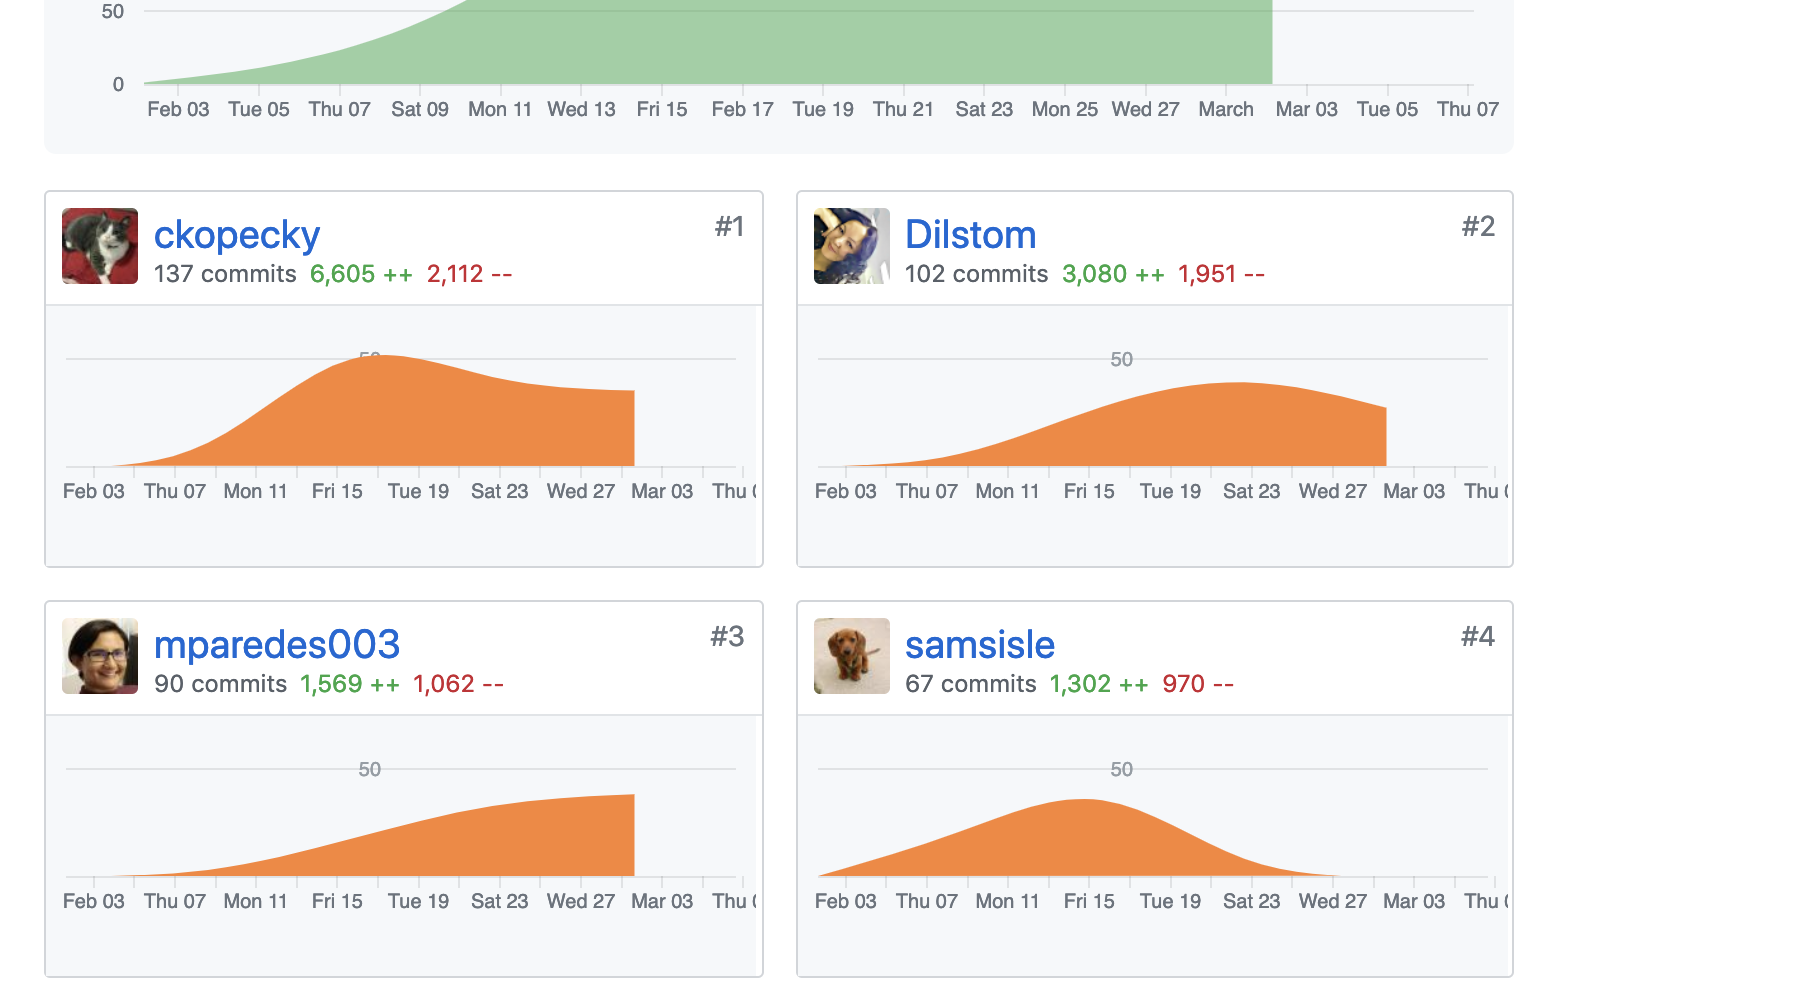 50
0
Feb 03 Tue 05 Thu 07 Sat 09 Mon 11 Wed 13 Fri 15 Feb 17 Tue 19 Thu 21 Sat 23 Mon 25 Wed 27 March Mar 03 Tue 05 Thu 07
ckopecky #1
137 commits 6,605 ++ 2,112 --
50
Feb 03 Thu 07 Mon 11 Fri 15 Tue 19 Sat 23 Wed 27 Mar 03 Thu
Dilstom #2
102 commits 3,080 ++ 1,951 --
50
Feb 03 Thu 07 Mon 11 Fri 15 Tue 19 Sat 23 Wed 27 Mar 03 Thu
mparedes003 #3
90 commits 1,569 ++ 1,062 --
50
Feb 03 Thu 07 Mon 11 Fri 15 Tue 19 Sat 23 Wed 27 Mar 03 Thu
samsisle #4
67 commits 1,302 ++ 970 --
50
Feb 03 Thu 07 Mon 11 Fri 15 Tue 19 Sat 23 Wed 27 Mar 03 Thu